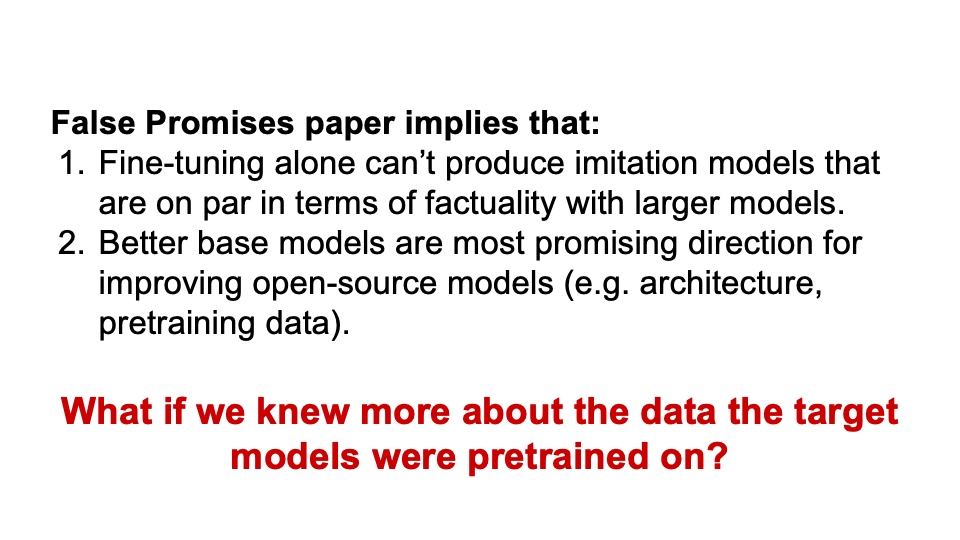 False Promises paper implies that:
1. Fine-tuning alone can’t produce imitation models that
are on par in terms of factuality with larger models.
2. Better base models are most promising direction for
improving open-source models (e.g. architecture,
pretraining data).
What if we knew more about the data the target
models were pretrained on?